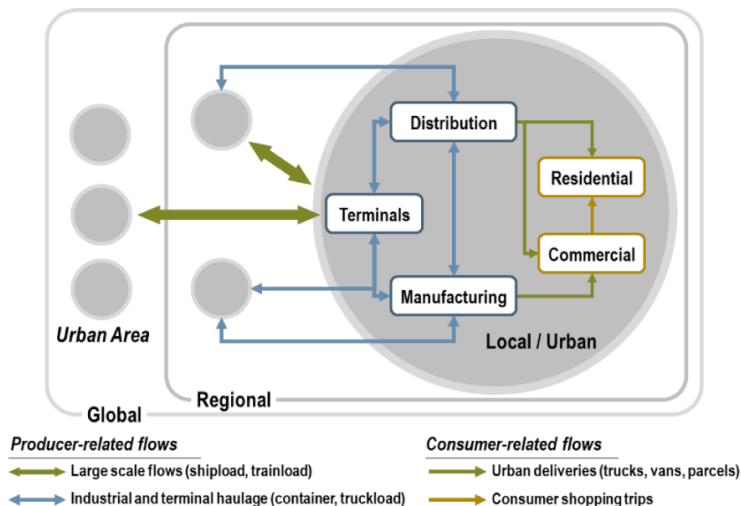 Distribution
Residential
Terminals
Commercial
Manufacturing
Urban Area
Local / Urban
Regional
Global
Producer-related flows
Large scale flows (shipload, trainload)
Industrial and terminal haulage (container, truckload)
Consumer-related flows
Urban deliveries (trucks, vans, parcels)
Consumer shopping trips